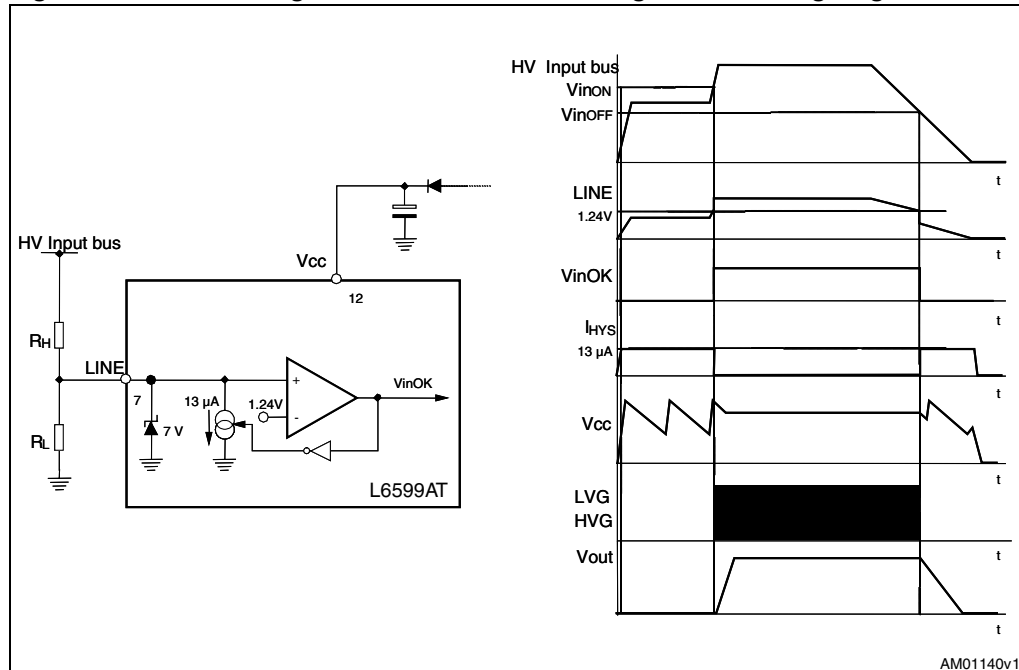 HV Input bus
VinON
VinOFF
t
LINE
1.24V
t
VinOK
t
IHYS
13 µA
t
Vcc
t
LVG
HVG
t
Vout
t
HV Input bus
Vcc
12
RH
LINE
7
13 µA
1.24V
+
-
VinOK
7 V
RL
L6599AT
AM01140v1